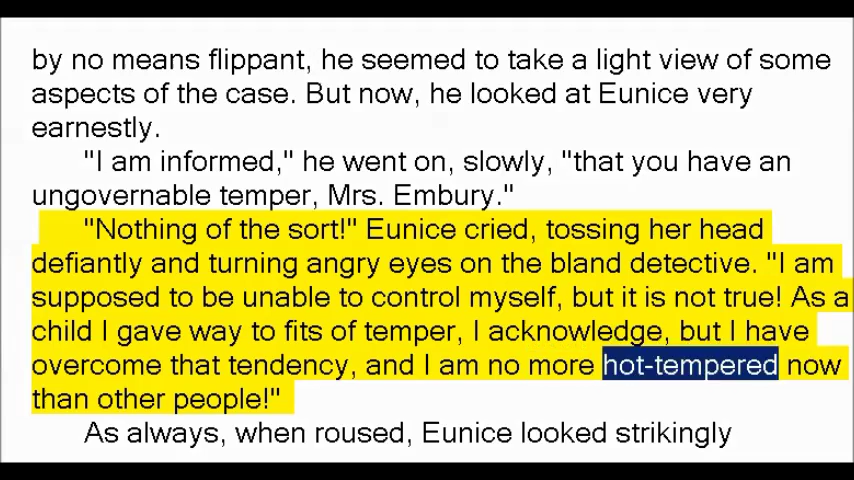 by no means flippant, he seemed to take a light view of some
aspects of the case. But now, he looked at Eunice very
earnestly.
"I am informed," he went on, slowly, "that you have an
ungovernable temper, Mrs. Embury."
"Nothing of the sort!" Eunice cried, tossing her head
defiantly and turning angry eyes on the bland detective. "I am
supposed to be unable to control myself, but it is not true! As a
child I gave way to fits of temper, I acknowledge, but I have
overcome that tendency, and I am no more hot-tempered now
than other people!"
As always, when roused, Eunice looked strikingly